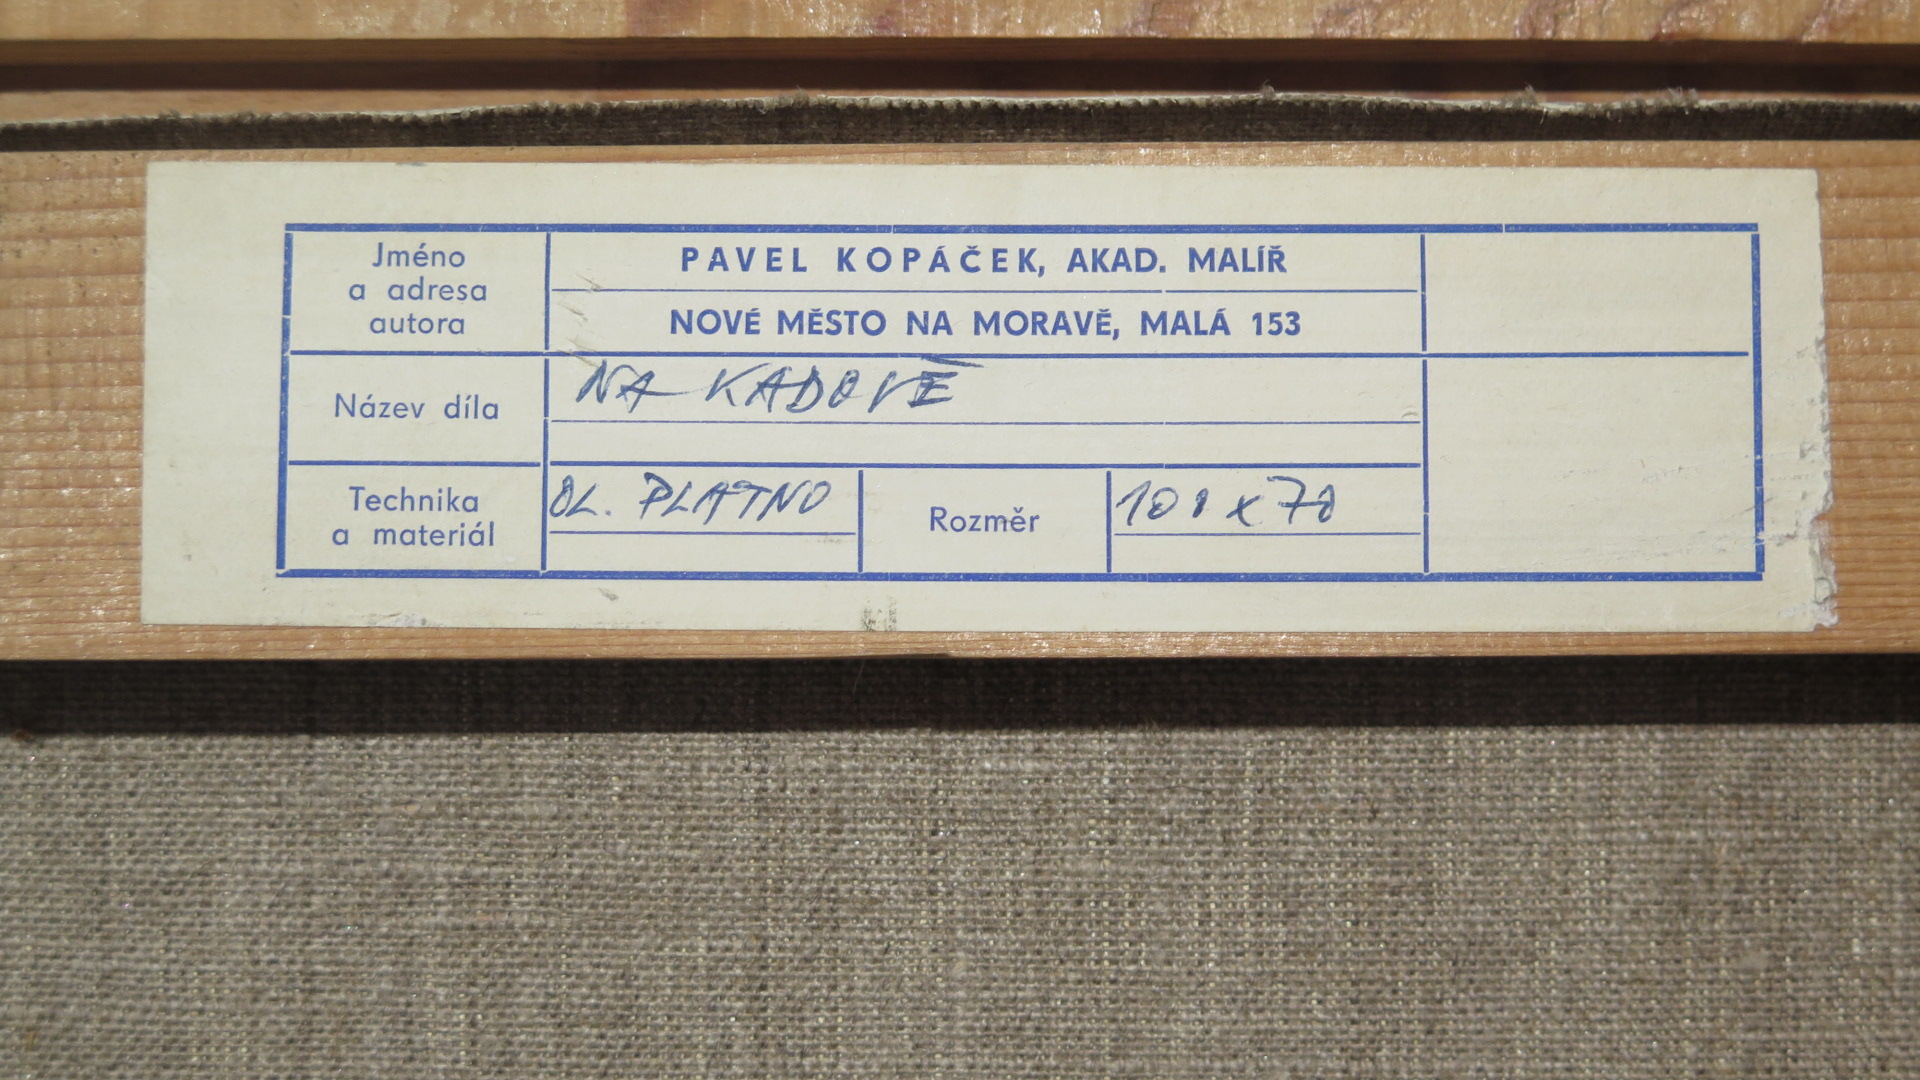 Jméno
a adresa
autora
PAVEL KOPÁČEK, AKAD. MALÍŘ
NOVÉ MĚSTO NA MORAVĚ, MALÁ 153
Název díla
NA KADOVĚ
Technika
a materiál
OL. PLATNO
Rozměr
100 x 70